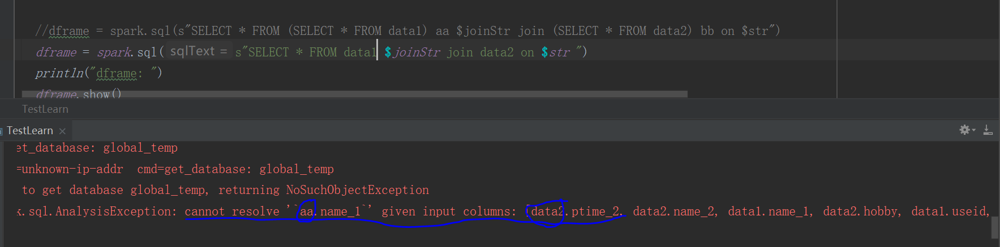 //dframe = spark.sql(s"SELECT * FROM (SELECT * FROM data1) aa $joinStr join (SELECT * FROM data2) bb on $str")
dframe = spark.sql( sqlText = s"SELECT * FROM data1 $joinStr join data2 on $str ")
println("dframe: ")
dframe.show()
TestLearn
TestLearn
et_database: global_temp
=unknown-ip-addr cmd=get_database: global_temp
to get database global_temp, returning NoSuchObjectException
k.sql.AnalysisException: cannot resolve '`aa.name_1`' given input columns: [data2.ptime_2, data2.name_2, data1.name_1, data2.hobby, data1.useid,